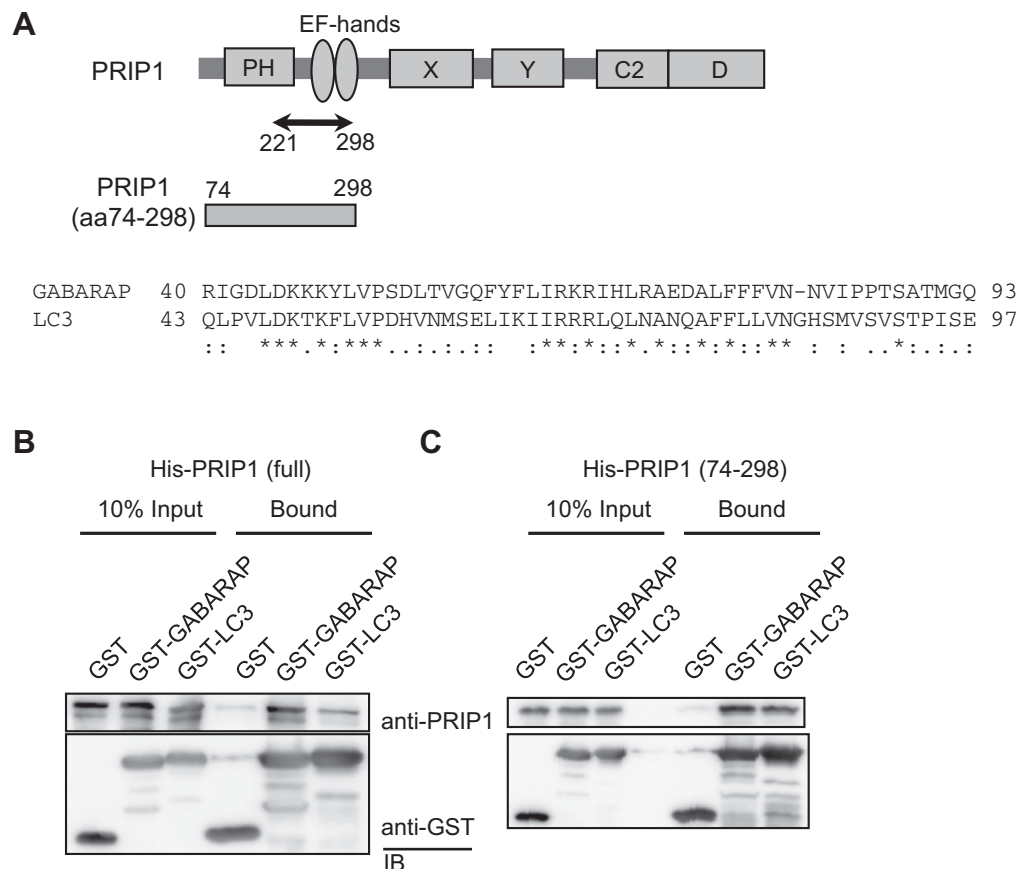 A
EF-hands
PRIP1
PH
X
Y
C2
D
221
298
PRIP1
(aa74-298)
74
298
GABARAP 40 RIGDLDKKKYLVPSDLTVGQFYFLIRKRIHLRAEDALFFFVN-NVIPPTSATMGQ 93
LC3 43 QLPVLDKTKFLVPDHVNMSELIKIIRRRLQLNANQAFFLLVNGHSMVSVSTPISE 97
:: ***.*:***..:.:.:: :**:*::*.*.::*:*::** : : ..*:.:.:
B
His-PRIP1 (full)
10% Input
Bound
GST
GST-GABARAP
GST-LC3
GST
GST-GABARAP
GST-LC3
anti-PRIP1
anti-GST
IB
C
His-PRIP1 (74-298)
10% Input
Bound
GST
GST-GABARAP
GST-LC3
GST
GST-GABARAP
GST-LC3